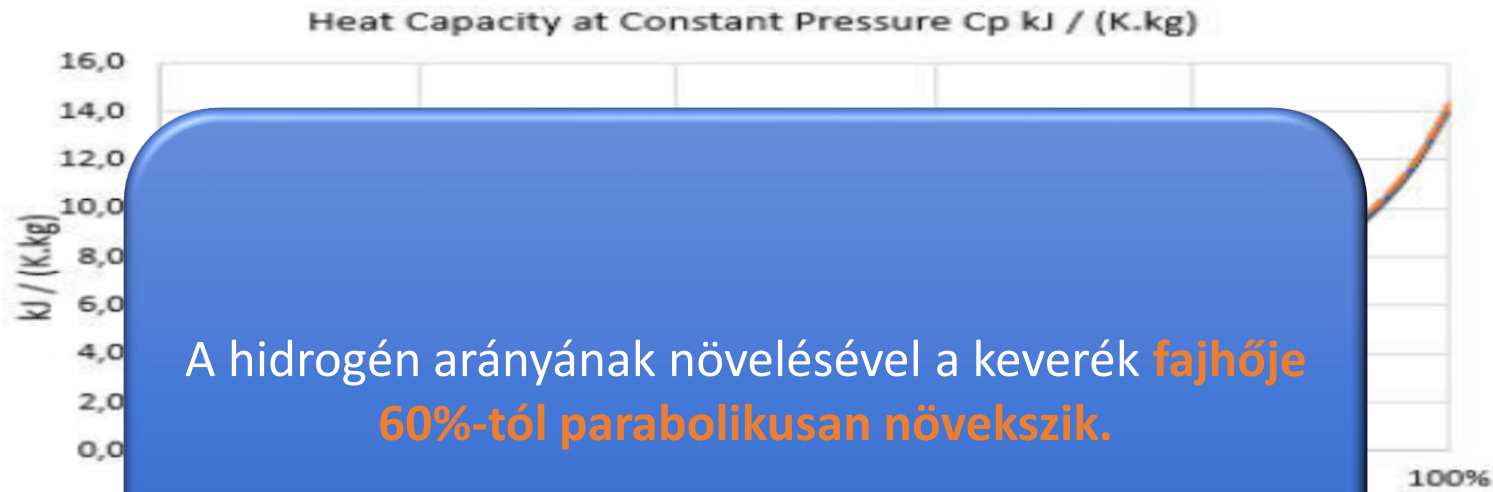 Heat Capacity at Constant Pressure Cp kJ / (K.kg)
16,0
14,0
12,0
10,0
8,0
6,0
4,0
2,0
0,0
kJ / (K.kg)
A hidrogén arányának növelésével a keverék fajhője
60%-tól parabolikusan növekszik.
100%